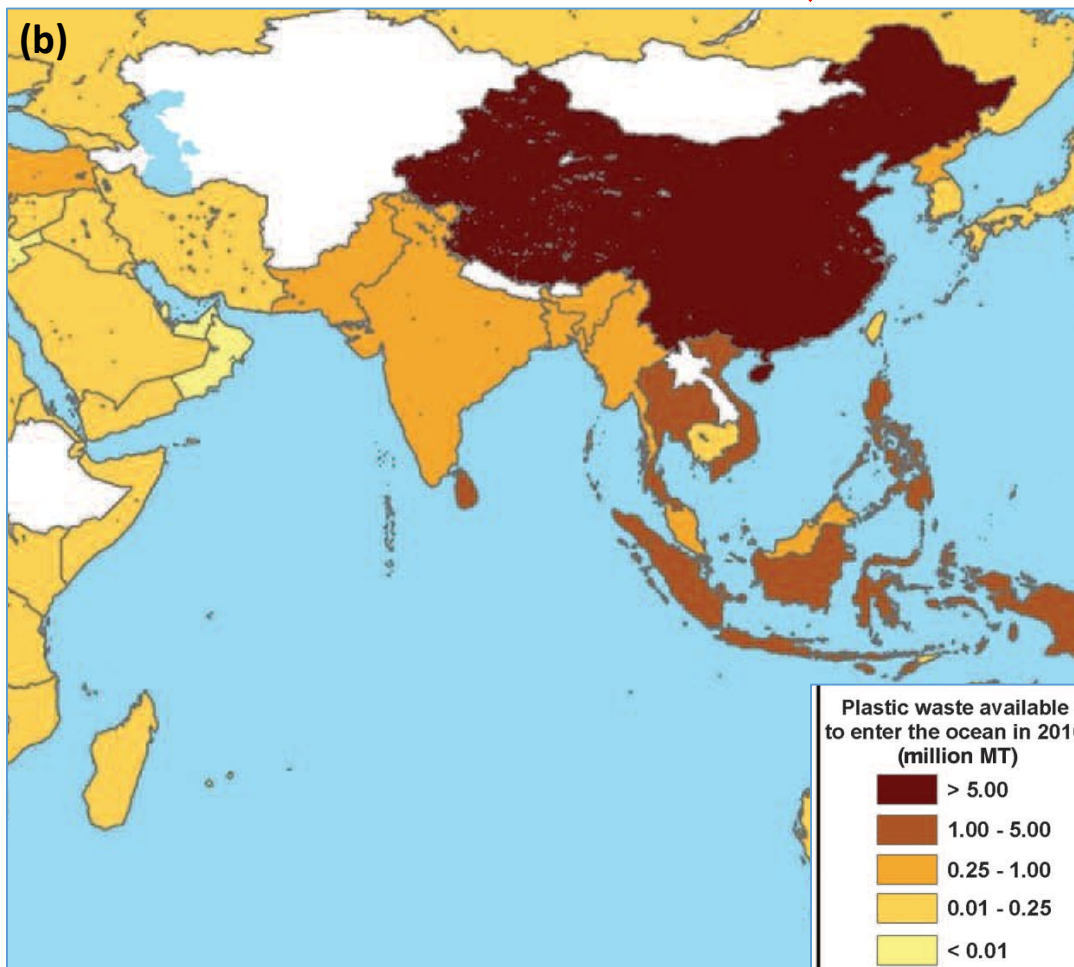 (b)
Plastic waste available
to enter the ocean in 201
(million MT)
> 5.00
1.00 - 5.00
0.25 - 1.00
0.01 - 0.25
< 0.01